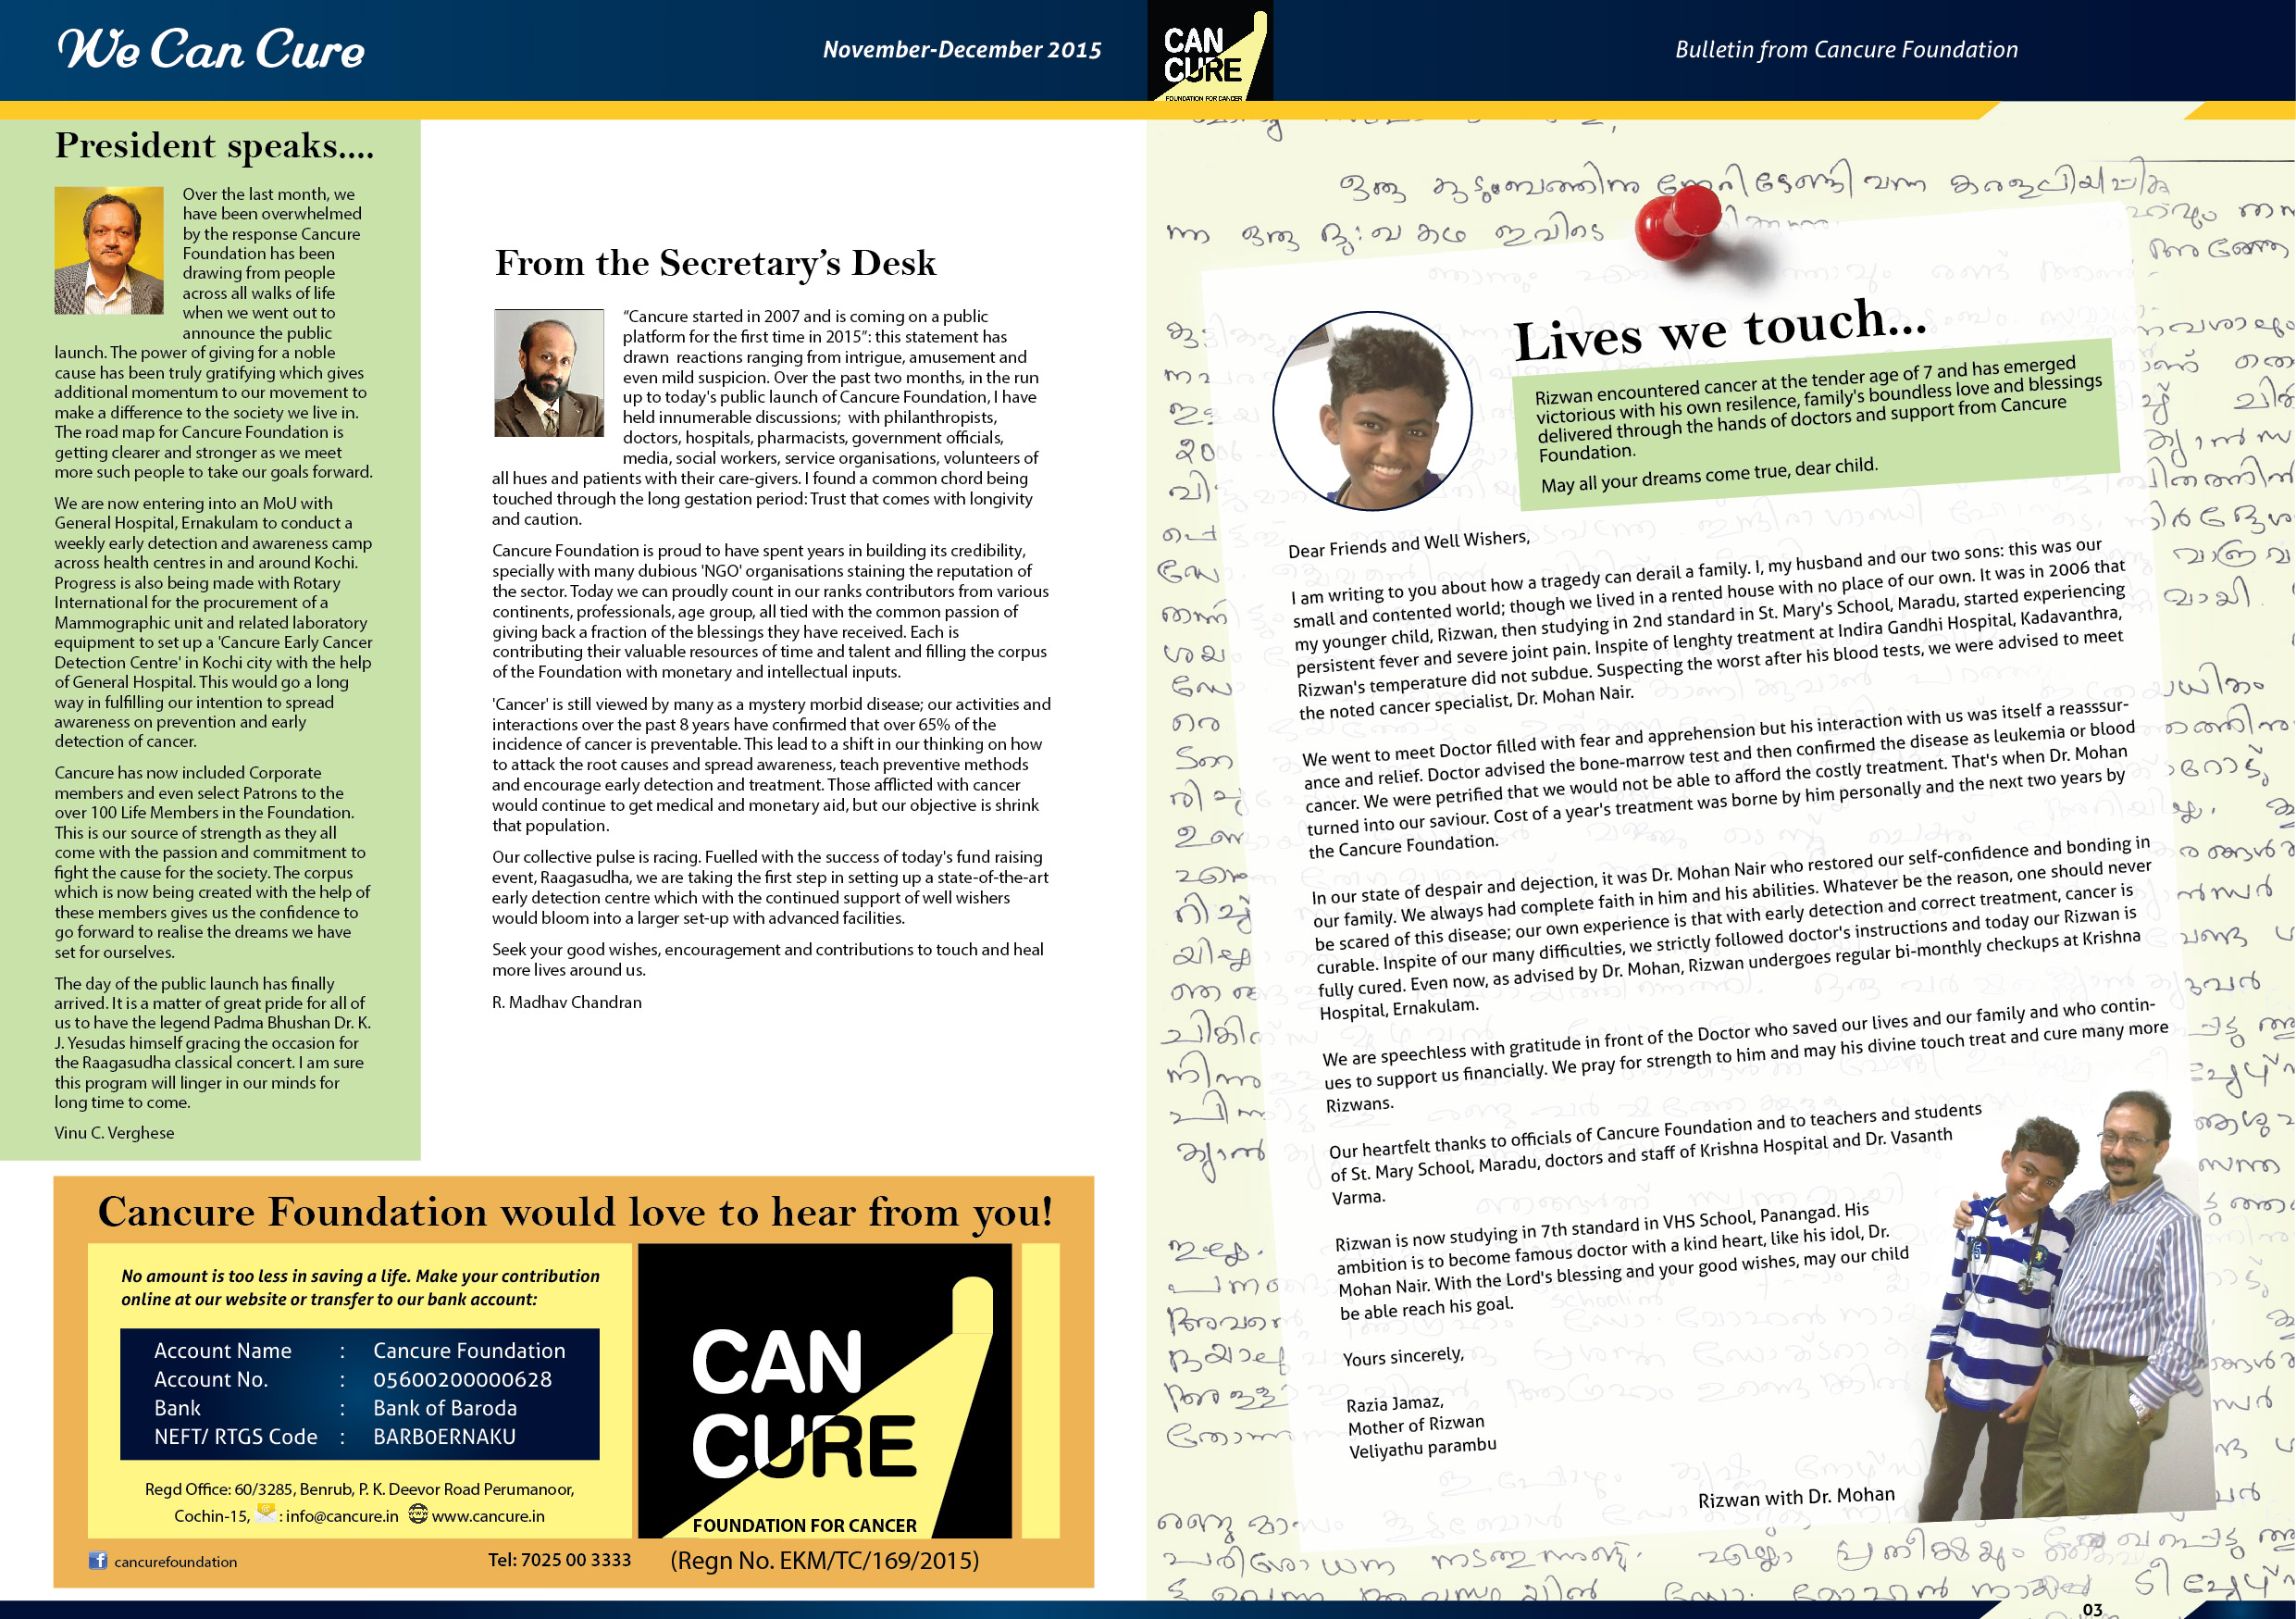 We Can Cure
November-December 2015
CAN
CURE
FOUNDATION FOR CANCER
Bulletin from Cancure Foundation
President speaks....
Over the last month, we
have been overwhelmed
by the response Cancure
Foundation has been
drawing from people
across all walks of life
when we went out to
announce the public
launch. The power of giving for a noble
cause has been truly gratifying which gives
additional momentum to our movement to
make a difference to the society we live in.
The road map for Cancure Foundation is
getting clearer and stronger as we meet
more such people to take our goals forward.
We are now entering into an MoU with
General Hospital, Ernakulam to conduct a
weekly early detection and awareness camp
across health centres in and around Kochi.
Progress is also being made with Rotary
International for the procurement of a
Mammographic unit and related laboratory
equipment to set up a 'Cancure Early Cancer
Detection Centre' in Kochi city with the help
of General Hospital. This would go a long
way in fulfilling our intention to spread
awareness on prevention and early
detection of cancer.
Cancure has now included Corporate
members and even select Patrons to the
over 100 Life Members in the Foundation.
This is our source of strength as they all
come with the passion and commitment to
fight the cause for the society. The corpus
which is now being created with the help of
these members gives us the confidence to
go forward to realise the dreams we have
set for ourselves.
The day of the public launch has finally
arrived. It is a matter of great pride for all of
us to have the legend Padma Bhushan Dr. K.
J. Yesudas himself gracing the occasion for
the Raagasudha classical concert. I am sure
this program will linger in our minds for
long time to come.
Vinu C. Verghese
From the Secretary’s Desk
“Cancure started in 2007 and is coming on a public
platform for the first time in 2015”: this statement has
drawn reactions ranging from intrigue, amusement and
even mild suspicion. Over the past two months, in the run
up to today's public launch of Cancure Foundation, I have
held innumerable discussions; with philanthropists,
doctors, hospitals, pharmacists, government officials,
media, social workers, service organisations, volunteers of
all hues and patients with their care-givers. I found a common chord being
touched through the long gestation period: Trust that comes with longivity
and caution.
Cancure Foundation is proud to have spent years in building its credibility,
specially with many dubious 'NGO' organisations staining the reputation of
the sector. Today we can proudly count in our ranks contributors from various
continents, professionals, age group, all tied with the common passion of
giving back a fraction of the blessings they have received. Each is
contributing their valuable resources of time and talent and filling the corpus
of the Foundation with monetary and intellectual inputs.
'Cancer' is still viewed by many as a mystery morbid disease; our activities and
interactions over the past 8 years have confirmed that over 65% of the
incidence of cancer is preventable. This lead to a shift in our thinking on how
to attack the root causes and spread awareness, teach preventive methods
and encourage early detection and treatment. Those afflicted with cancer
would continue to get medical and monetary aid, but our objective is shrink
that population.
Our collective pulse is racing. Fuelled with the success of today's fund raising
event, Raagasudha, we are taking the first step in setting up a state-of-the-art
early detection centre which with the continued support of well wishers
would bloom into a larger set-up with advanced facilities.
Seek your good wishes, encouragement and contributions to touch and heal
more lives around us.
R. Madhav Chandran
Cancure Foundation would love to hear from you!
No amount is too less in saving a life. Make your contribution
online at our website or transfer to our bank account:
Account Name : Cancure Foundation
Account No. : 05600200000628
Bank : Bank of Baroda
NEFT/ RTGS Code : BARB0ERNAKU
Regd Office: 60/3285, Benrub, P. K. Deevor Road Perumanoor,
Cochin-15, : info@cancure.in www.cancure.in
CAN
CURE
FOUNDATION FOR CANCER
cancurefoundation
Tel: 7025 00 3333
(Regn No. EKM/TC/169/2015)
ഒരു കുടുംബത്തിനു നേരിടേണ്ടി വന്ന
ന്ന ഒരു ദുഃഖ കഥ ഇവിടെ
Lives we touch...
Rizwan encountered cancer at the tender age of 7 and has emerged
victorious with his own resilence, family's boundless love and blessings
delivered through the hands of doctors and support from Cancure
Foundation.
May all your dreams come true, dear child.
Dear Friends and Well Wishers,
I am writing to you about how a tragedy can derail a family. I, my husband and our two sons: this was our
small and contented world; though we lived in a rented house with no place of our own. It was in 2006 that
my younger child, Rizwan, then studying in 2nd standard in St. Mary's School, Maradu, started experiencing
persistent fever and severe joint pain. Inspite of lenghty treatment at Indira Gandhi Hospital, Kadavanthra,
Rizwan's temperature did not subdue. Suspecting the worst after his blood tests, we were advised to meet
the noted cancer specialist, Dr. Mohan Nair.
We went to meet Doctor filled with fear and apprehension but his interaction with us was itself a reasssur-
ance and relief. Doctor advised the bone-marrow test and then confirmed the disease as leukemia or blood
cancer. We were petrified that we would not be able to afford the costly treatment. That's when Dr. Mohan
turned into our saviour. Cost of a year's treatment was borne by him personally and the next two years by
the Cancure Foundation.
In our state of despair and dejection, it was Dr. Mohan Nair who restored our self-confidence and bonding in
our family. We always had complete faith in him and his abilities. Whatever be the reason, one should never
be scared of this disease; our own experience is that with early detection and correct treatment, cancer is
curable. Inspite of our many difficulties, we strictly followed doctor's instructions and today our Rizwan is
fully cured. Even now, as advised by Dr. Mohan, Rizwan undergoes regular bi-monthly checkups at Krishna
Hospital, Ernakulam.
We are speechless with gratitude in front of the Doctor who saved our lives and our family and who contin-
ues to support us financially. We pray for strength to him and may his divine touch treat and cure many more
Rizwans.
Our heartfelt thanks to officials of Cancure Foundation and to teachers and students
of St. Mary School, Maradu, doctors and staff of Krishna Hospital and Dr. Vasanth
Varma.
Rizwan is now studying in 7th standard in VHS School, Panangad. His
ambition is to become famous doctor with a kind heart, like his idol, Dr.
Mohan Nair. With the Lord's blessing and your good wishes, may our child
be able reach his goal.
Yours sincerely,
Razia Jamaz,
Mother of Rizwan
Veliyathu parambu
Rizwan with Dr. Mohan
03